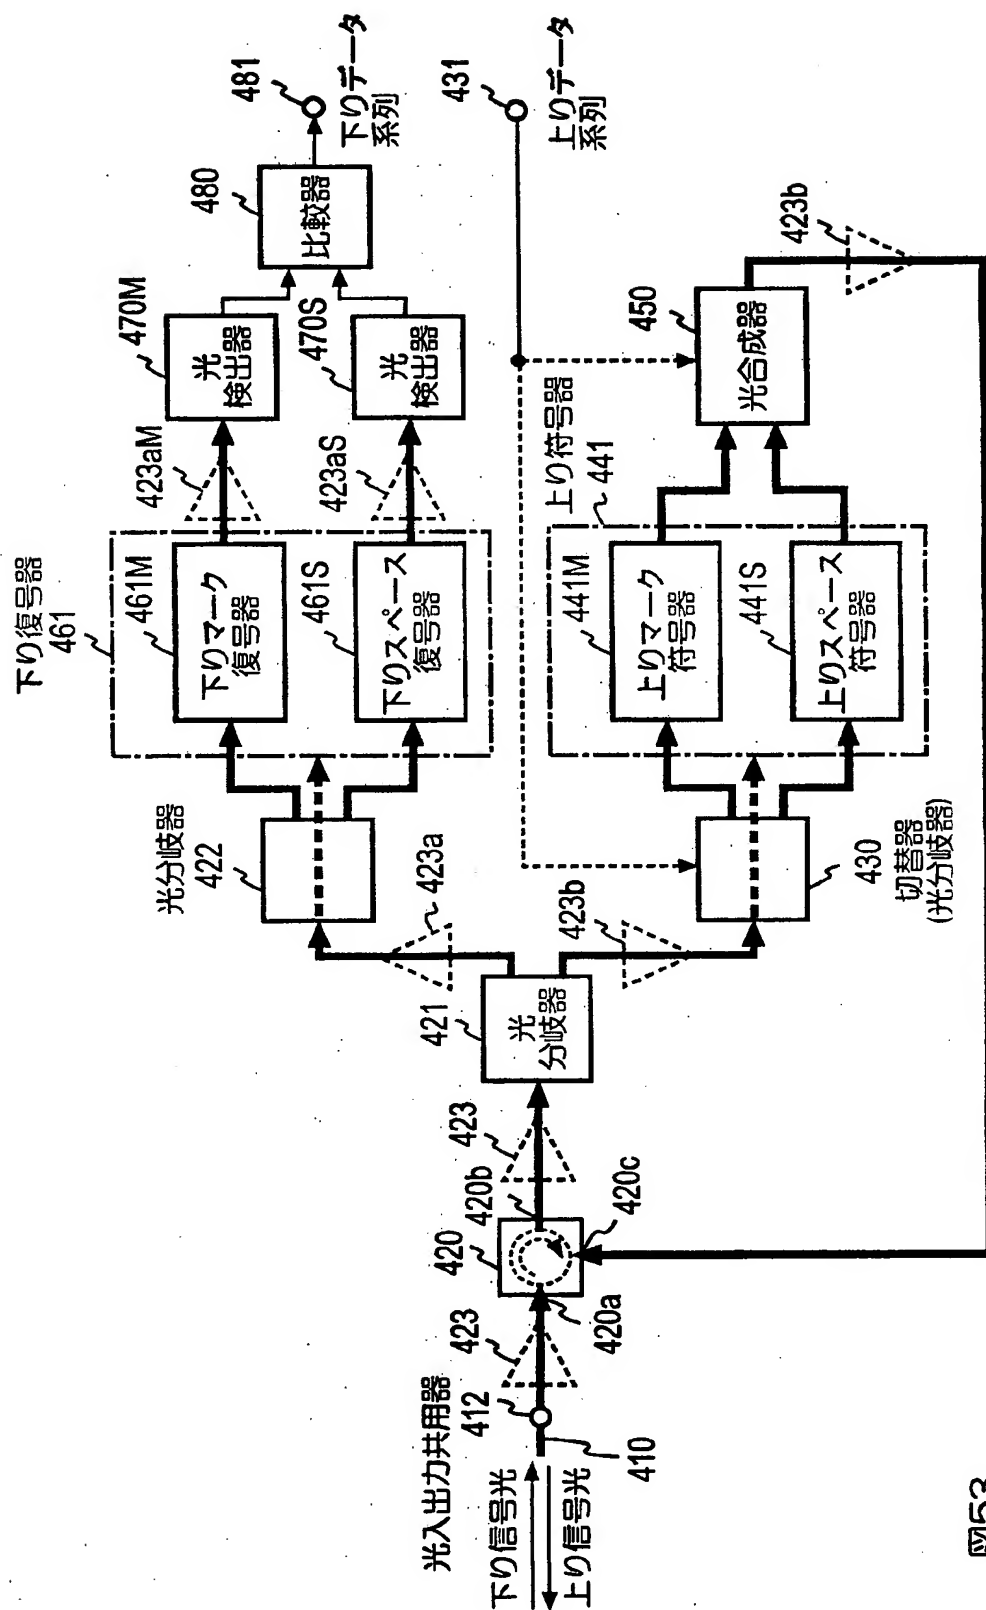 下り復号器
461
461M
下りマーク
復号器
461S
下りスペース
復号器
423aM
423aS
470M
光
検出器
470S
光
検出器
480
比較器
481
下りデータ
系列
431
上りデータ
系列
光分岐器
422
423a
421
光
分岐器
423b
430
切替器
(光分岐器)
上り符号器
441
441M
上りマーク
符号器
441S
上りスペース
符号器
450
光合成器
423b
光入出力共用器
412
410
423
420
420a
420b
420c
423
下り信号光
上り信号光
図53